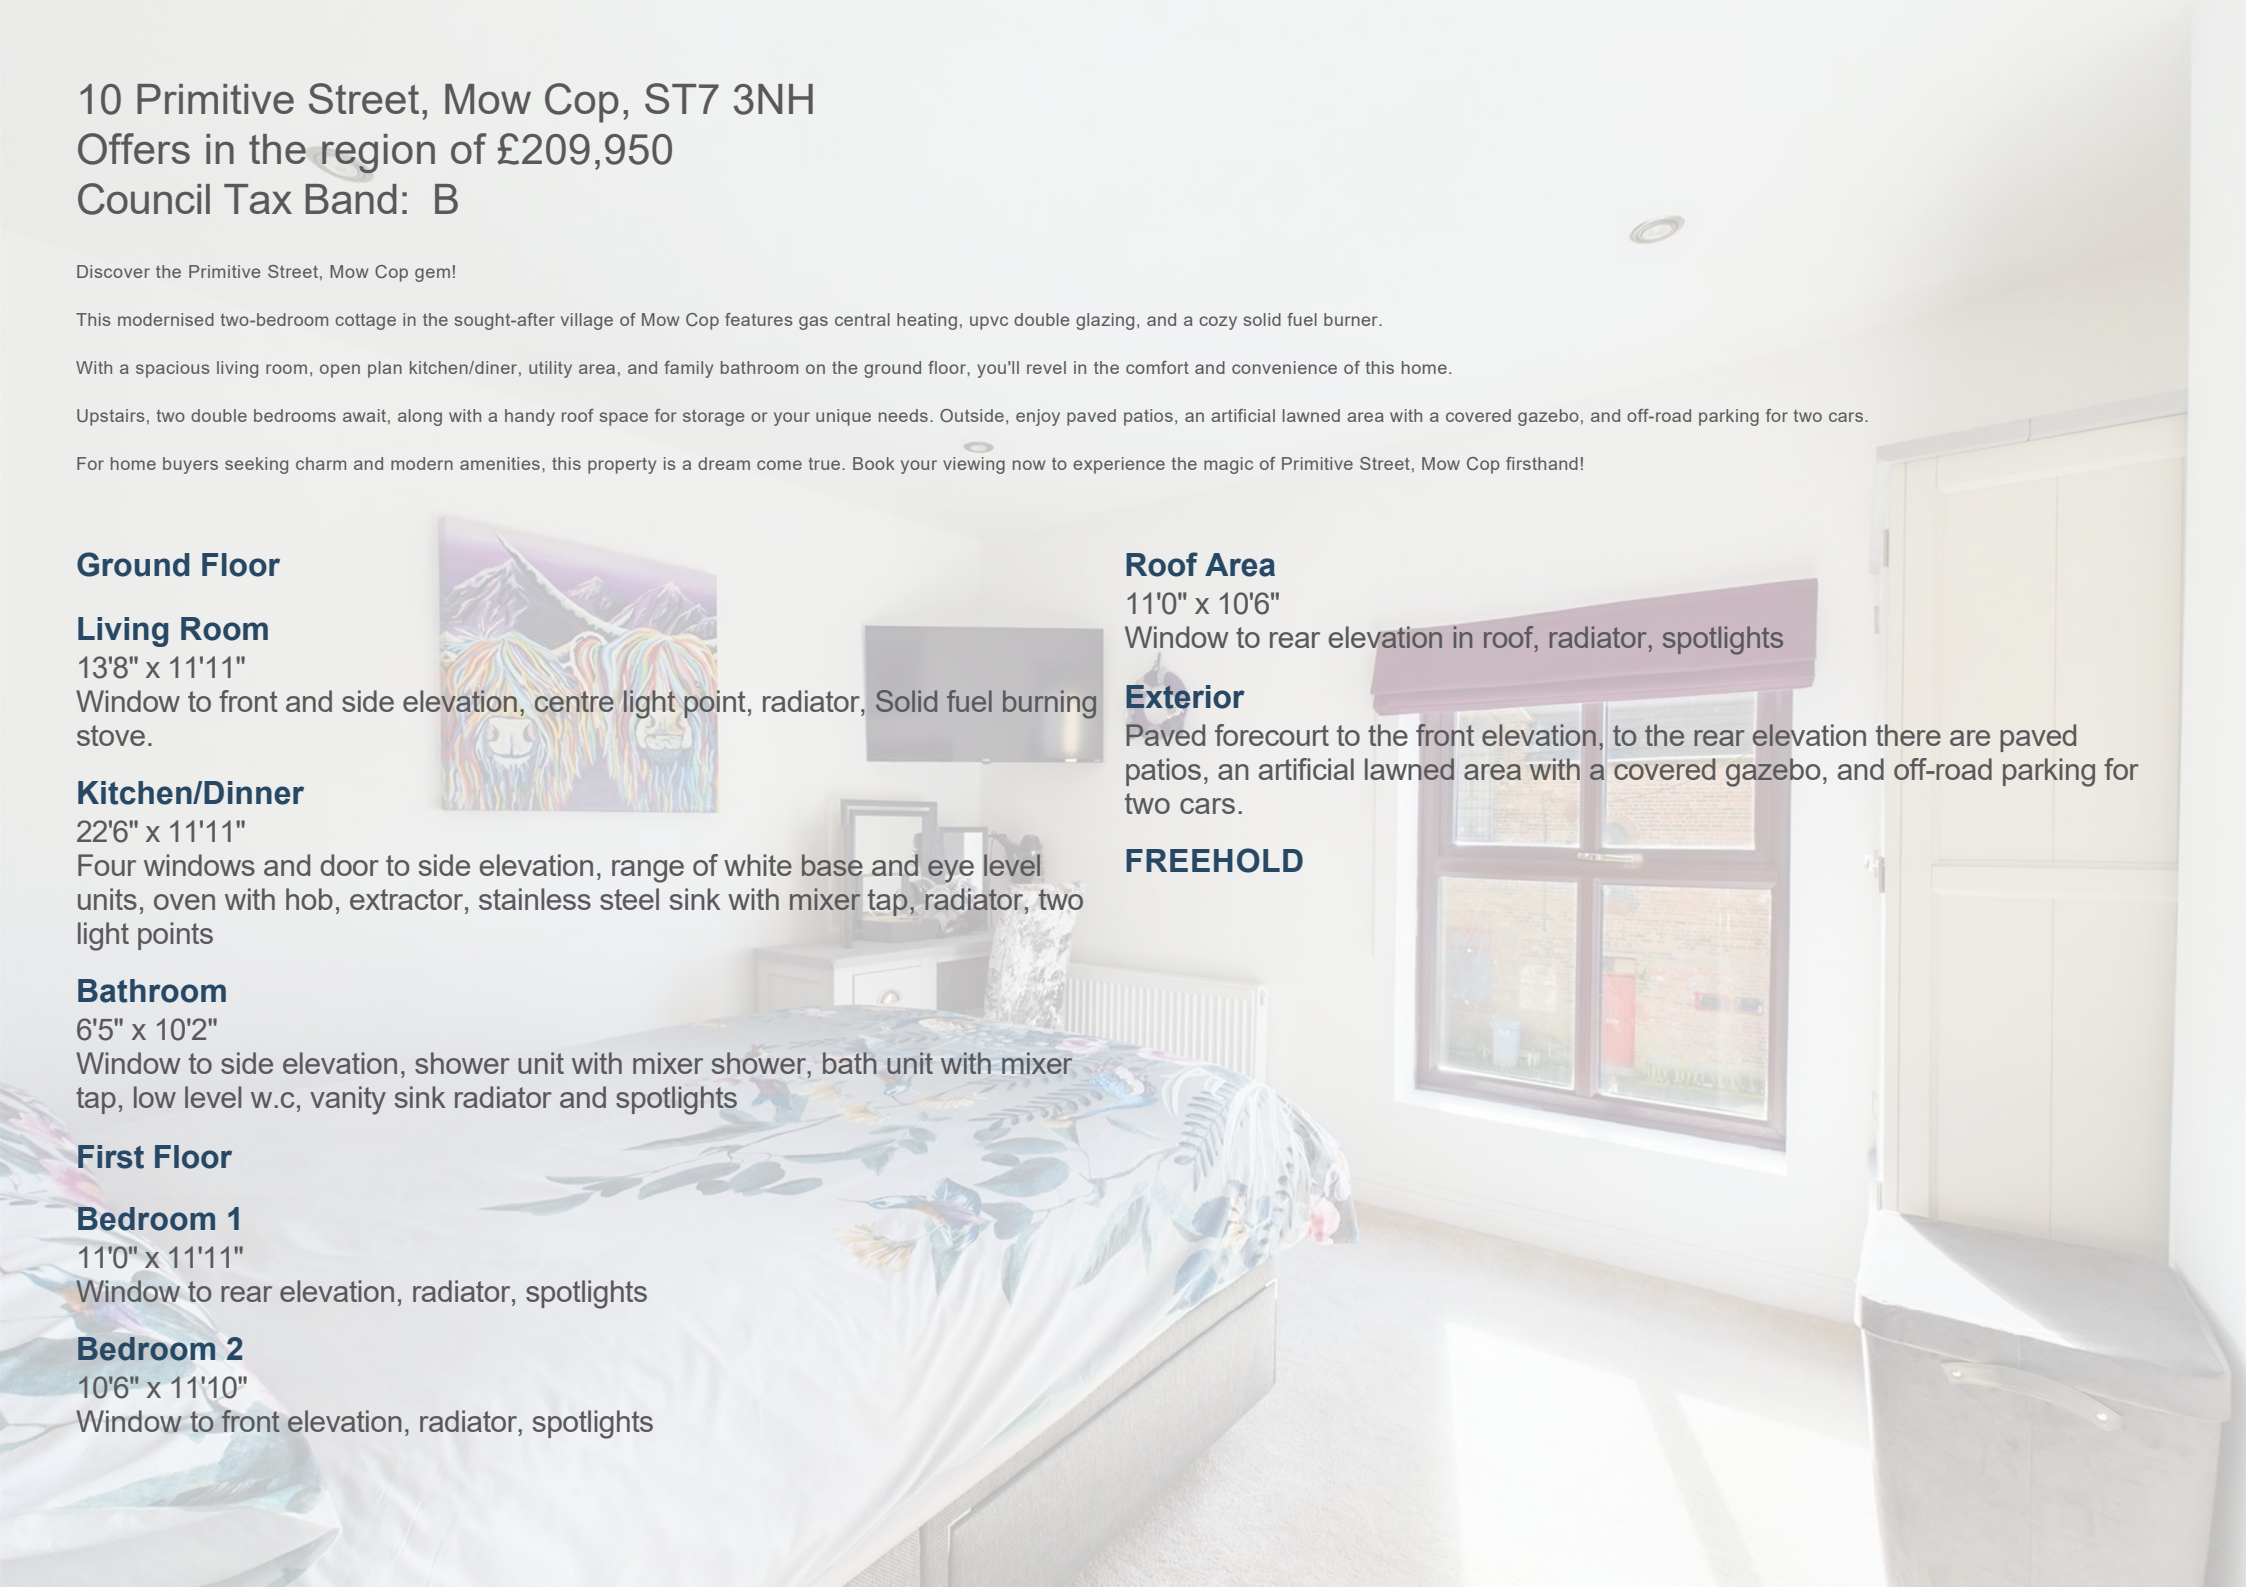 10 Primitive Street, Mow Cop, ST7 3NH
Offers in the region of £209,950
Council Tax Band:  B
Discover the Primitive Street, Mow Cop gem!
This modernised two-bedroom cottage in the sought-after village of Mow Cop features gas central heating, upvc double glazing, and a cozy solid fuel burner.
With a spacious living room, open plan kitchen/diner, utility area, and family bathroom on the ground floor, you'll revel in the comfort and convenience of this home.
Upstairs, two double bedrooms await, along with a handy roof space for storage or your unique needs. Outside, enjoy paved patios, an artificial lawned area with a covered gazebo, and off-road parking for two cars.
For home buyers seeking charm and modern amenities, this property is a dream come true. Book your viewing now to experience the magic of Primitive Street, Mow Cop firsthand!
Ground Floor
Living Room
13'8" x 11'11"
Window to front and side elevation, centre light point, radiator, Solid fuel burning
stove.
Kitchen/Dinner
22'6" x 11'11"
Four windows and door to side elevation, range of white base and eye level
units, oven with hob, extractor, stainless steel sink with mixer tap, radiator, two
light points
Bathroom
6'5" x 10'2"
Window to side elevation, shower unit with mixer shower, bath unit with mixer
tap, low level w.c, vanity sink radiator and spotlights
First Floor
Bedroom 1
11'0" x 11'11"
Window to rear elevation, radiator, spotlights
Bedroom 2
10'6" x 11'10"
Window to front elevation, radiator, spotlights
Roof Area
11'0" x 10'6"
Window to rear elevation in roof, radiator, spotlights
Exterior
Paved forecourt to the front elevation, to the rear elevation there are paved
patios, an artificial lawned area with a covered gazebo, and off-road parking for
two cars.
FREEHOLD